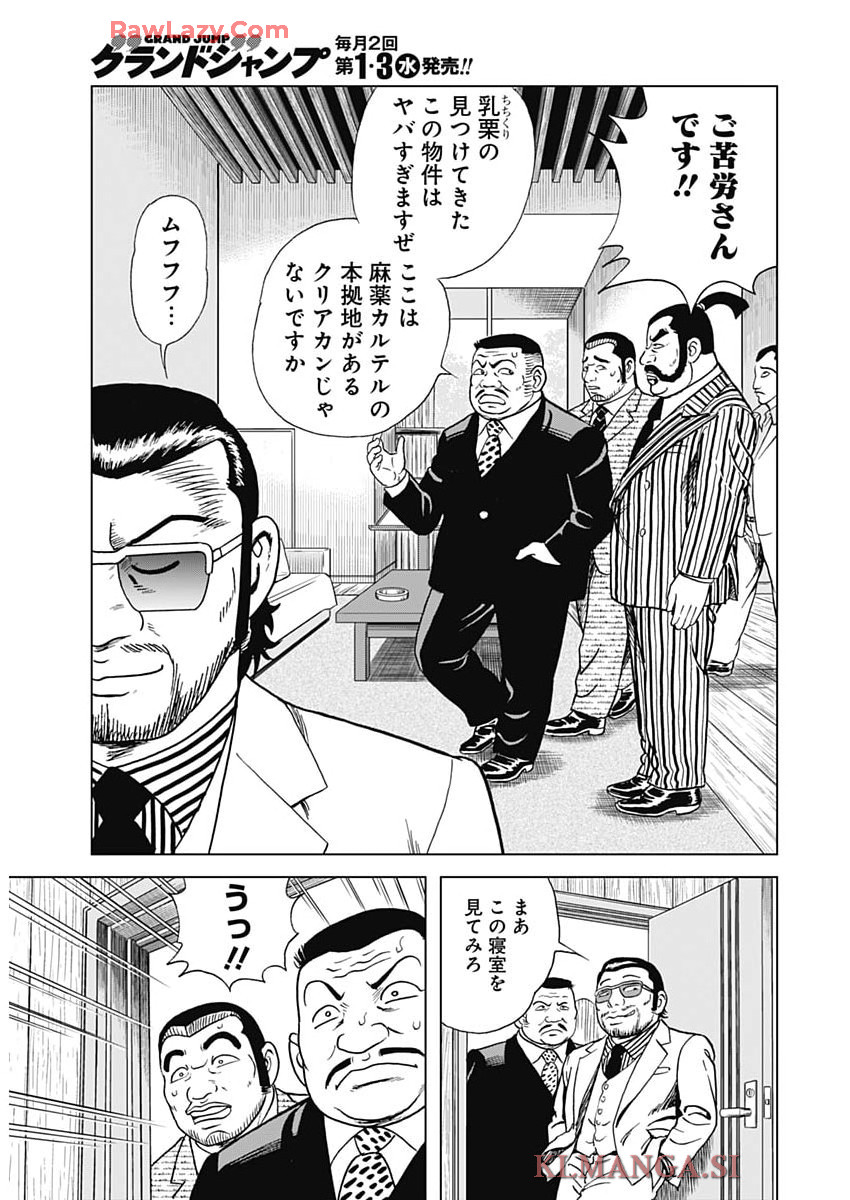 RawLazy.Com
GRAND JUMP
グランドジャンプ
毎月2回
第1・3水発売!!
ご苦労さん
です!!
乳栗の
ちちくり
見つけてきた
この物件は
ヤバすぎますぜ
ここは
麻薬カルテルの
本拠地がある
クリアカンじゃ
ないですか
ムフフフ…
まあ
この寝室を
見てみろ
うっ!!
KLMANGA.SI